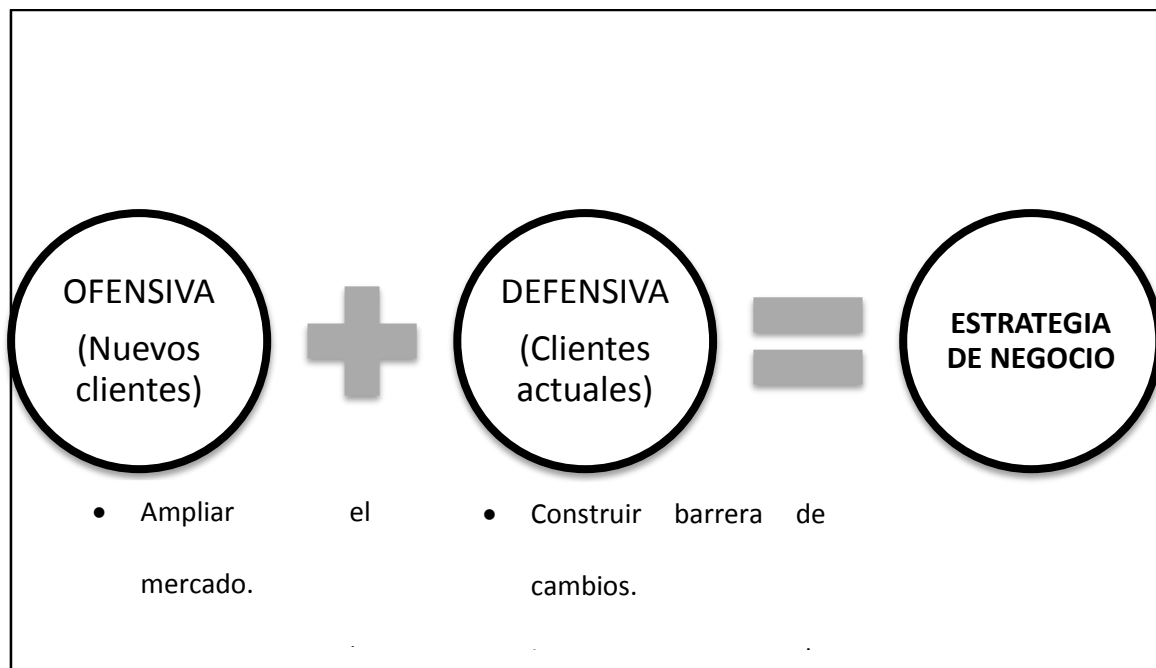 OFENSIVA
(Nuevos
clientes)
DEFENSIVA
(Clientes
actuales)
ESTRATEGIA
DE NEGOCIO
• Ampliar el
mercado.
• Construir barrera de
cambios.